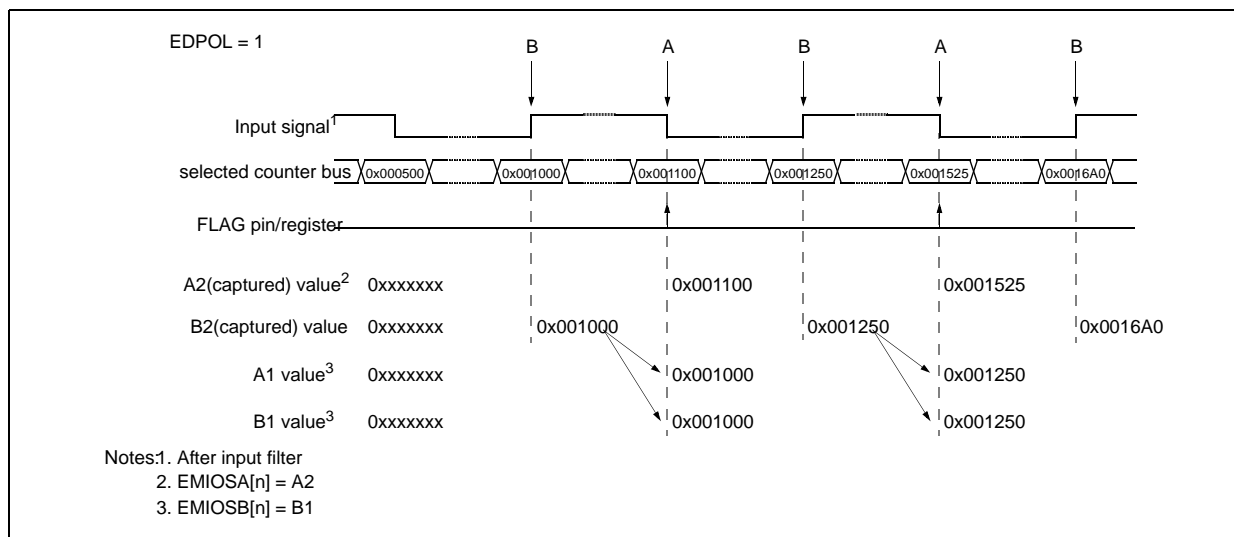 EDPOL = 1
B A B A B
Input signal1
selected counter bus 0x000500 0x001000 0x001100 0x001250 0x001525 0x0016A0
FLAG pin/register
A2(captured) value2 0xxxxxxx 0x001100 0x001525
B2(captured) value 0xxxxxxx 0x001000 0x001250 0x0016A0
A1 value3 0xxxxxxx 0x001000 0x001250
B1 value3 0xxxxxxx 0x001000 0x001250
Notes:1. After input filter
2. EMIOSA[n] = A2
3. EMIOSB[n] = B1